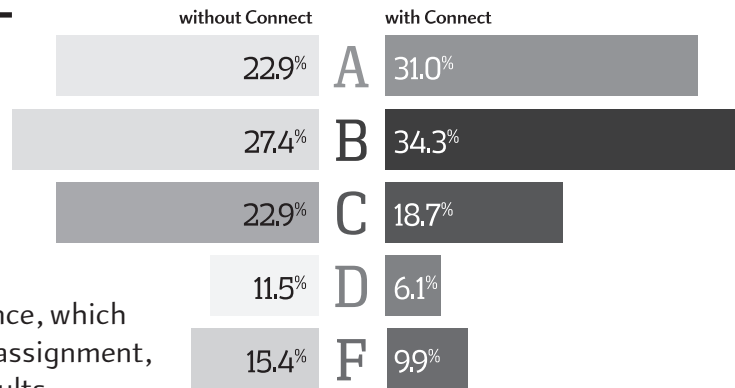 without Connect with Connect
22.9% A 31.0%
27.4% B 34.3%
22.9% C 18.7%
11.5% D 6.1%
15.4% F 9.9%
which
assignment,